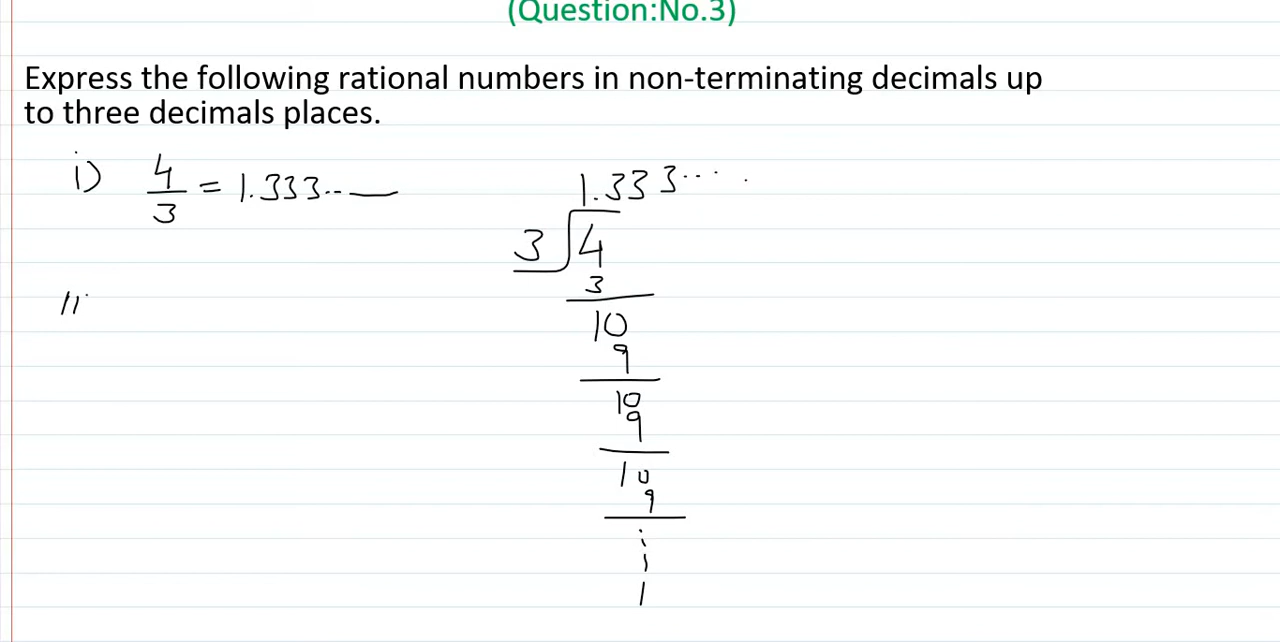 (Question:No.3)
Express the following rational numbers in non-terminating decimals up
to three decimals places.
i) 4/3 = 1.333..—
1.333.....
3 4
3
10
9
10
9
10
9
ii